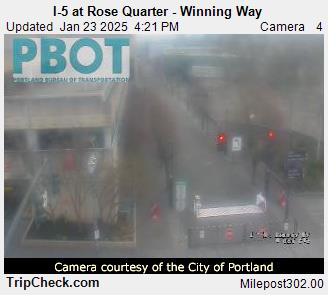 I-5 at Rose Quarter - Winning Way
Updated Jan 23 2025 4:21 PM Camera 4
PBOT
PORTLAND BUREAU OF TRANSPORTATION
Camera courtesy of the City of Portland
TripCheck.com Milepost302.00